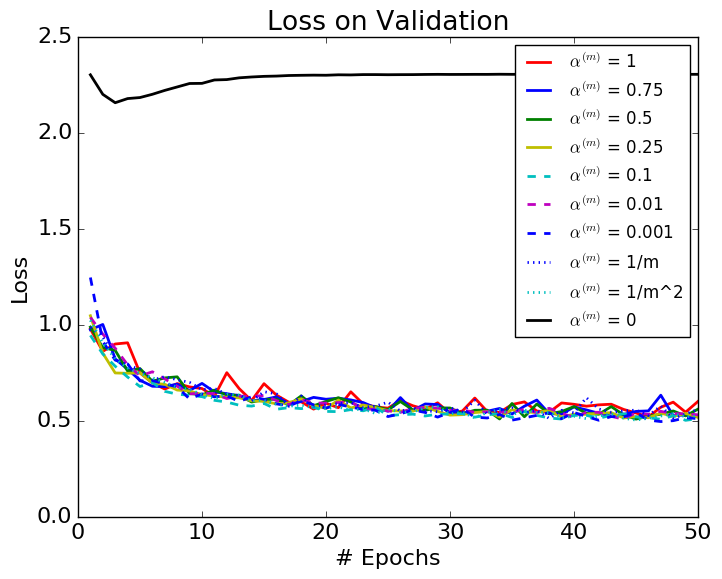 Loss on Validation
2.5
2.0
1.5
1.0
0.5
0.0
Loss
0 10 20 30 40 50
# Epochs
α^(m) = 1
α^(m) = 0.75
α^(m) = 0.5
α^(m) = 0.25
α^(m) = 0.1
α^(m) = 0.01
α^(m) = 0.001
α^(m) = 1/m
α^(m) = 1/m^2
α^(m) = 0